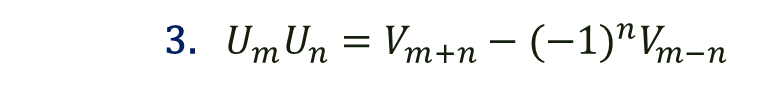 3. U_m U_n = V_{m+n} − (−1)^n V_{m−n}